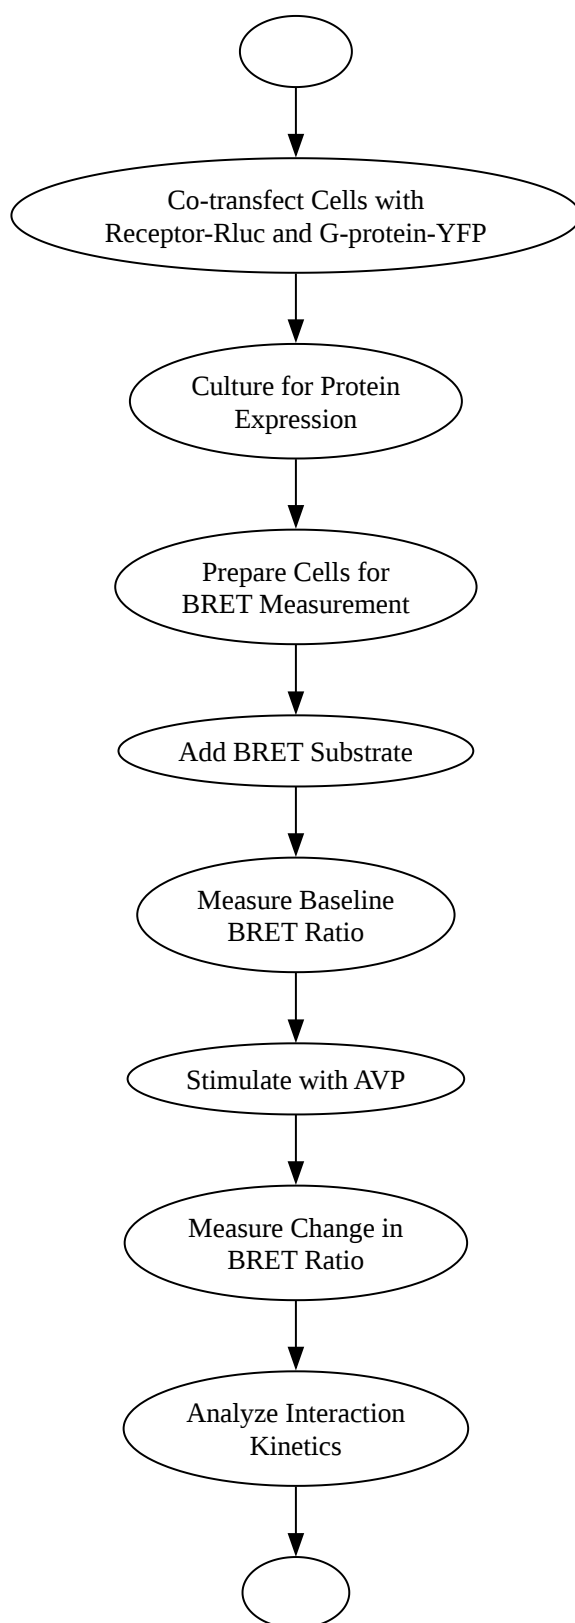 Co-transfect Cells with
Receptor-Rluc and G-protein-YFP
Culture for Protein
Expression
Prepare Cells for
BRET Measurement
Add BRET Substrate
Measure Baseline
BRET Ratio
Stimulate with AVP
Measure Change in
BRET Ratio
Analyze Interaction
Kinetics